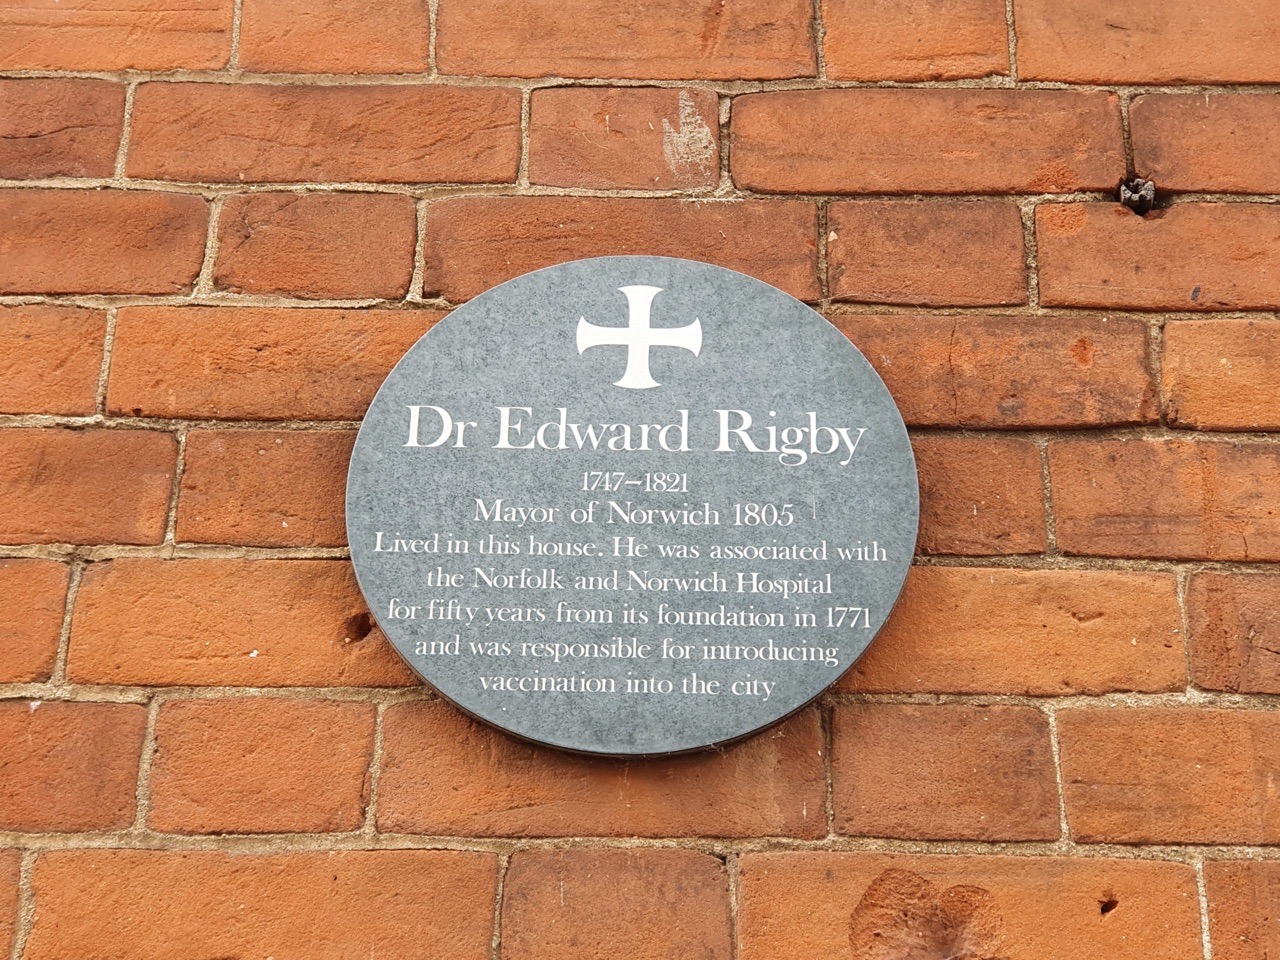 Dr Edward Rigby
1747–1821
Mayor of Norwich 1805
Lived in this house. He was associated with
the Norfolk and Norwich Hospital
for fifty years from its foundation in 1771
and was responsible for introducing
vaccination into the city